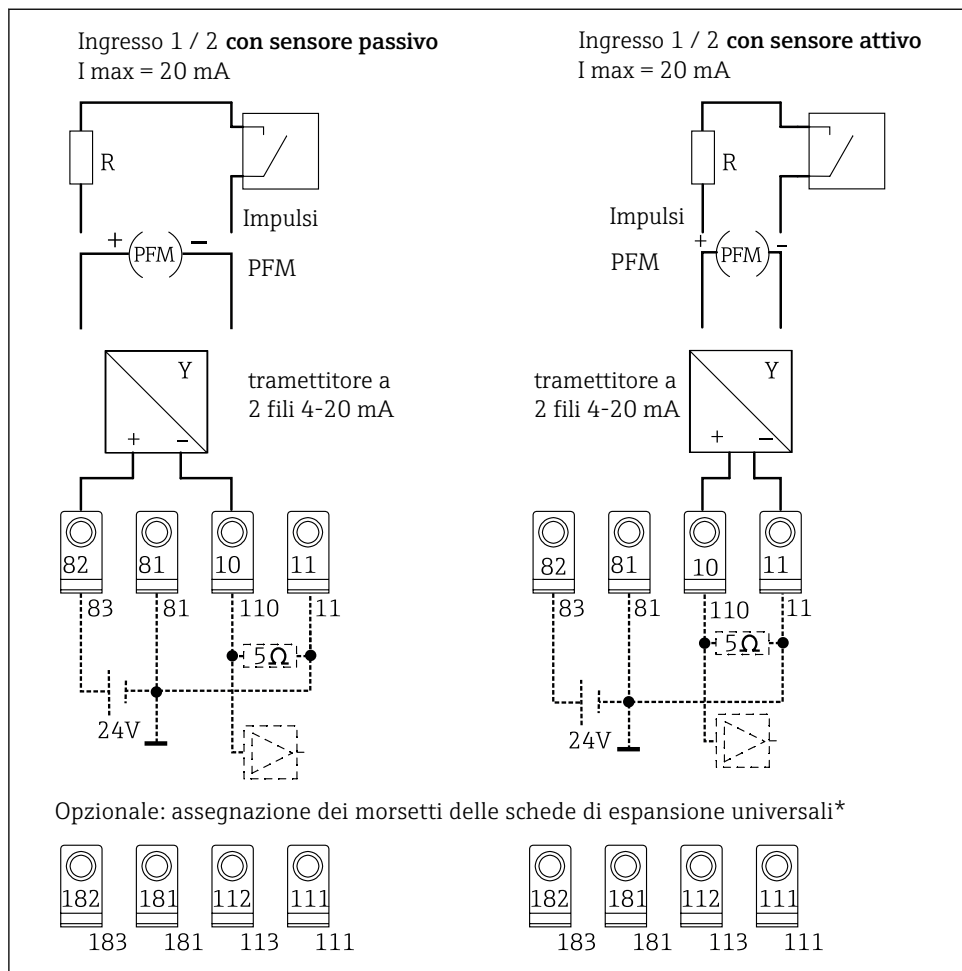 Ingresso 1 / 2 con sensore passivo
I max = 20 mA
R
Impulsi
+ PFM −
PFM
Y
+ −
tramettitore a
2 fili 4-20 mA
82 81 10 11
83 81 110 11
5Ω
24V
Ingresso 1 / 2 con sensore attivo
I max = 20 mA
R
Impulsi
+ PFM -
PFM
Y
+ −
tramettitore a
2 fili 4-20 mA
82 81 10 11
83 81 110 11
5Ω
24V
Opzionale: assegnazione dei morsetti delle schede di espansione universali*
182 181 112 111
183 181 113 111
182 181 112 111
183 181 113 111